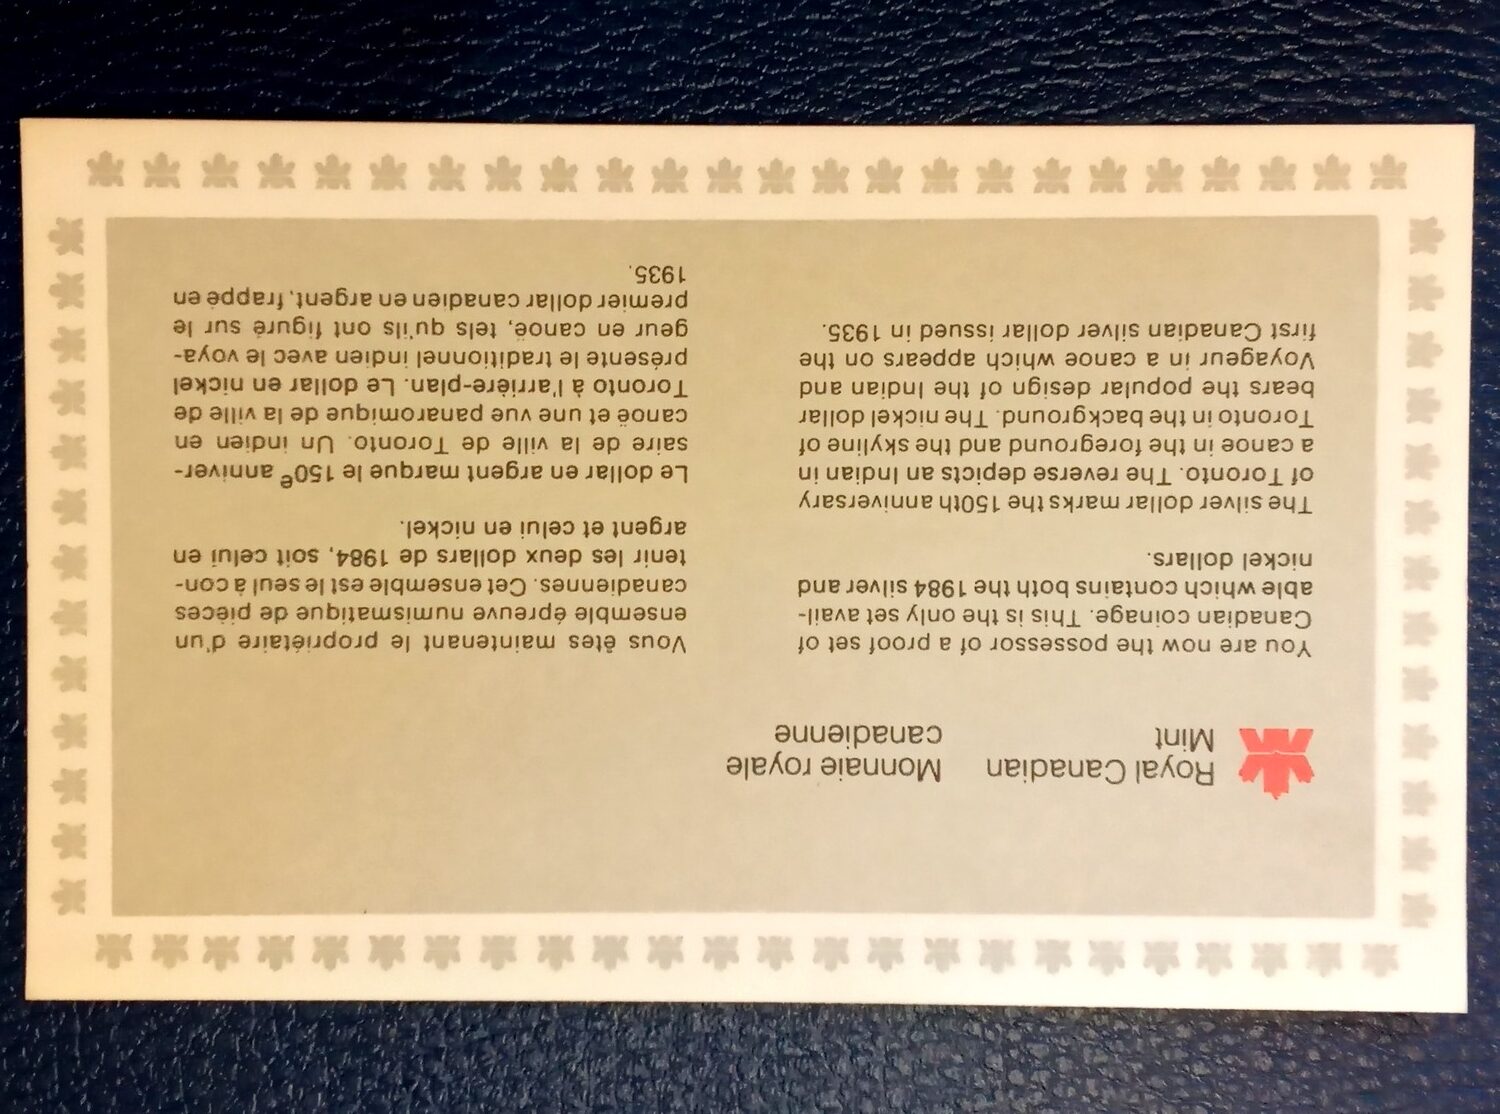 Royal Canadian
Mint
Monnaie royale
canadienne
You are now the possessor of a proof set of
Canadian coinage. This is the only set avail-
able which contains both the 1984 silver and
nickel dollars.
The silver dollar marks the 150th anniversary
of Toronto. The reverse depicts an Indian in
a canoe in the foreground and the skyline of
Toronto in the background. The nickel dollar
bears the popular design of the Indian and
Voyageur in a canoe which appears on the
first Canadian silver dollar issued in 1935.
Vous êtes maintenant le propriétaire d'un
ensemble épreuve numismatique de pièces
canadiennes. Cet ensemble est le seul à con-
tenir les deux dollars de 1984, soit celui en
argent et celui en nickel.
Le dollar en argent marque le 150e anniver-
saire de la ville de Toronto. Un indien en
canoë et une vue panaromique de la ville de
Toronto à l'arrière-plan. Le dollar en nickel
présente le traditionnel indien avec le voya-
geur en canoë, tels qu'ils ont figuré sur le
premier dollar canadien en argent, frappé en
1935.